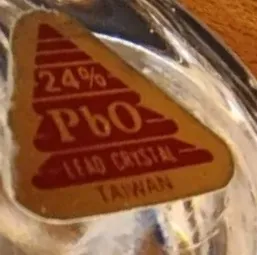 24%
PbO
LEAD CRYSTAL
TAIWAN